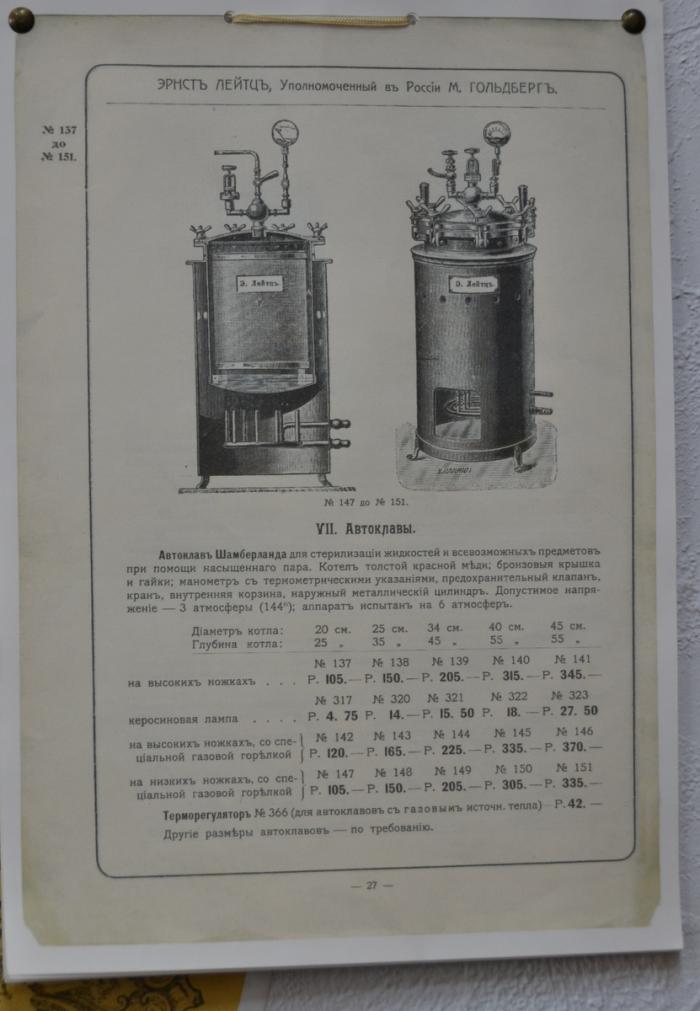 ЭРНСТЪ ЛЕЙТЦЪ, Уполномоченный въ Россіи М. ГОЛЬДБЕРГЪ.
№ 137
до
№ 151.
Э. Лейтцъ.
Э. Лейтцъ.
№ 147 до № 151.
VII. Автоклавы.
Автоклавъ Шамберланда для стерилизаціи жидкостей и всевозможныхъ предметовъ
при помощи насыщеннаго пара. Котелъ толстой красной мѣди; бронзовыя крышка
и гайки; манометръ съ термометрическими указаніями, предохранительный клапанъ,
кранъ, внутренняя корзина, наружный металлическій цилиндръ. Допустимое напря-
женіе — 3 атмосферы (144°); аппаратъ испытанъ на 6 атмосферъ.
Діаметръ котла: 20 см. 25 см. 34 см. 40 см. 45 см.
Глубина котла: 25 „ 35 „ 45 „ 55 „ 55 „
№ 137 № 138 № 139 № 140 № 141
на высокихъ ножкахъ . . . . Р. 105.— Р. 150.— Р. 205.— Р. 315.— Р. 345.—
№ 317 № 320 № 321 № 322 № 323
керосиновая лампа . . . . Р. 4. 75 Р. 14.— Р. 15. 50 Р. 18.— Р. 27. 50
№ 142 № 143 № 144 № 145 № 146
на высокихъ ножкахъ, со спе-
ціальной газовой горѣлкой Р. 120.— Р. 165.— Р. 225.— Р. 335.— Р. 370.—
№ 147 № 148 № 149 № 150 № 151
на низкихъ ножкахъ, со спе-
ціальной газовой горѣлкой Р. 105.— Р. 150.— Р. 205.— Р. 305.— Р. 335.—
Терморегуляторъ № 366 (для автоклавовъ съ газовымъ источн. тепла) — Р. 42. —
Другіе размѣры автоклавовъ — по требованію.
— 27 —